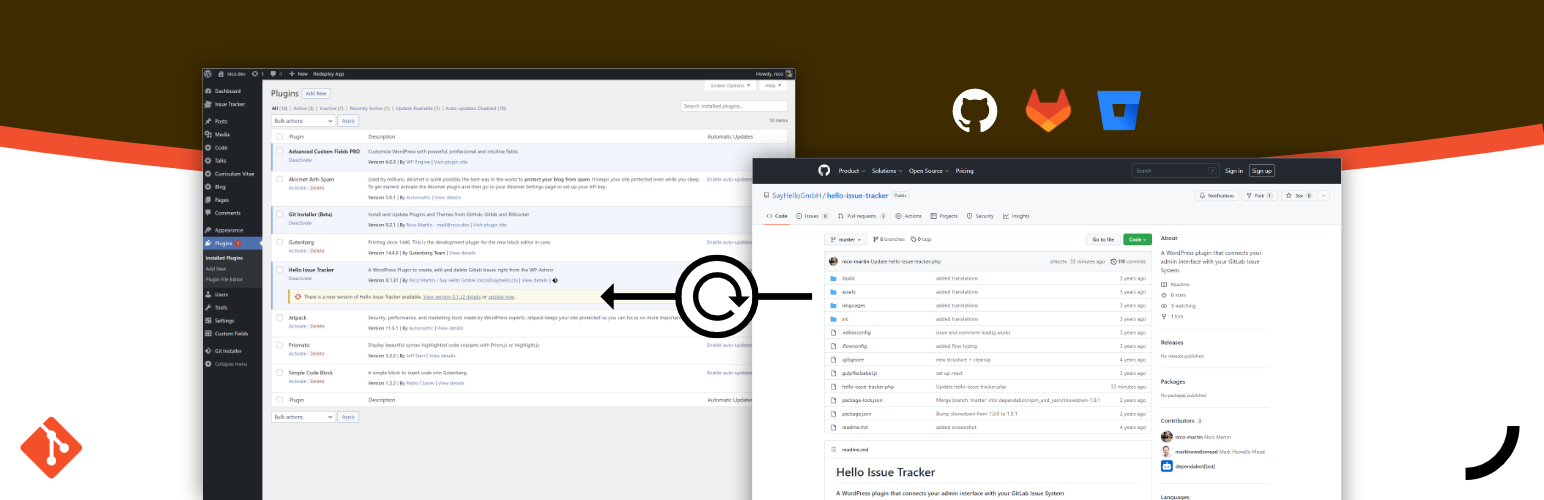 nico.dev 1 0 New Redeploy App
Howdy, nico
Dashboard
Issue Tracker
Posts
Media
Code
Talks
Curriculum Vitae
Blog
Pages
Comments
Appearance
Plugins 1
Installed Plugins
Add New
Plugin File Editor
Users
Tools
Settings
Custom Fields
Git Installer
Collapse menu
Screen Options Help
Plugins Add New
All (10) | Active (3) | Inactive (7) | Recently Active (1) | Update Available (1) | Auto-updates Disabled (10)
Search installed plugins...
Bulk actions Apply
10 items
Plugin Description Automatic Updates
Advanced Custom Fields PRO Customize WordPress with powerful, professional and intuitive fields.
Deactivate Version 6.0.3 | By WP Engine | Visit plugin site
Akismet Anti-Spam Used by millions, Akismet is quite possibly the best way in the world to protect your blog from spam. It keeps your site protected even while you sleep. Enable auto-updates
Activate | Delete To get started: activate the Akismet plugin and then go to your Akismet Settings page to set up your API key.
Version 5.0.1 | By Automattic | View details
Git Installer (Beta) Install and Update Plugins and Themes from GitHub, Gitlab and Bitbucket
Deactivate Version 0.2.1 | By Nico Martin - mail@nico.dev | Visit plugin site
Gutenberg Printing since 1440. This is the development plugin for the new block editor in core. Enable auto-updates
Activate | Delete Version 14.4.0 | By Gutenberg Team | View details
Hello Issue Tracker A WordPress Plugin to create, edit and delete Gitlab Issues right from the WP-Admin
Deactivate Version 0.1.31 | By Nico Martin / Say Hello GmbH (nico@sayhello.ch) | View details |
There is a new version of Hello Issue Tracker available. View version 0.1.32 details or update now.
Jetpack Security, performance, and marketing tools made by WordPress experts. Jetpack keeps your site protected so you can focus on more important
Activate | Delete Version 11.5.1 | By Automattic | View details
Prismatic Display beautiful syntax-highlighted code snippets with Prism.js or Highlight.js. Enable auto-updates
Activate | Delete Version 3.2.2 | By Jeff Starr | View details
Simple Code Block A simple block to insert code into Gutenberg. Enable auto-updates
Activate | Delete Version 1.2.2 | By Pablo Cianes | View details
Plugin Description Automatic Updates
Bulk actions Apply
Product Solutions Open Source Pricing Search / Sign in Sign up
SayHelloGmbH / hello-issue-tracker Public
Notifications Fork 1 Star 0
Code Issues 6 Pull requests 3 Actions Projects Security Insights
master 6 branches 0 tags Go to file Code
nico-martin Update hello-issue-tracker.php 33 minutes ago 116 commits
.build added translations 3 years ago
assets added translations 3 years ago
languages added translations 3 years ago
src added translations 3 years ago
.editorconfig issue and comment loadig works 3 years ago
.flowconfig added flow typing 3 years ago
.gitignore new structure + cleanup 4 years ago
gulpfile.babel.js set up react 3 years ago
hello-issue-tracker.php Update hello-issue-tracker.php 33 minutes ago
package-lock.json Merge branch 'master' into dependabot/npm_and_yarn/showdown-1.9.1 2 years ago
package.json Bump showdown from 1.9.0 to 1.9.1 2 years ago
readme.md added screenshot 4 years ago
readme.md
Hello Issue Tracker
A WordPress plugin that connects your admin interface with your GitLab Issue System
About
A WordPress plugin that connects your
admin interface with your GitLab Issue
System.
Readme
0 stars
3 watching
1 fork
Releases
No releases published
Packages
No packages published
Contributors 3
nico-martin Nico Martin
markhowellsmead Mark Howells-Mead
dependabot[bot]
Languages